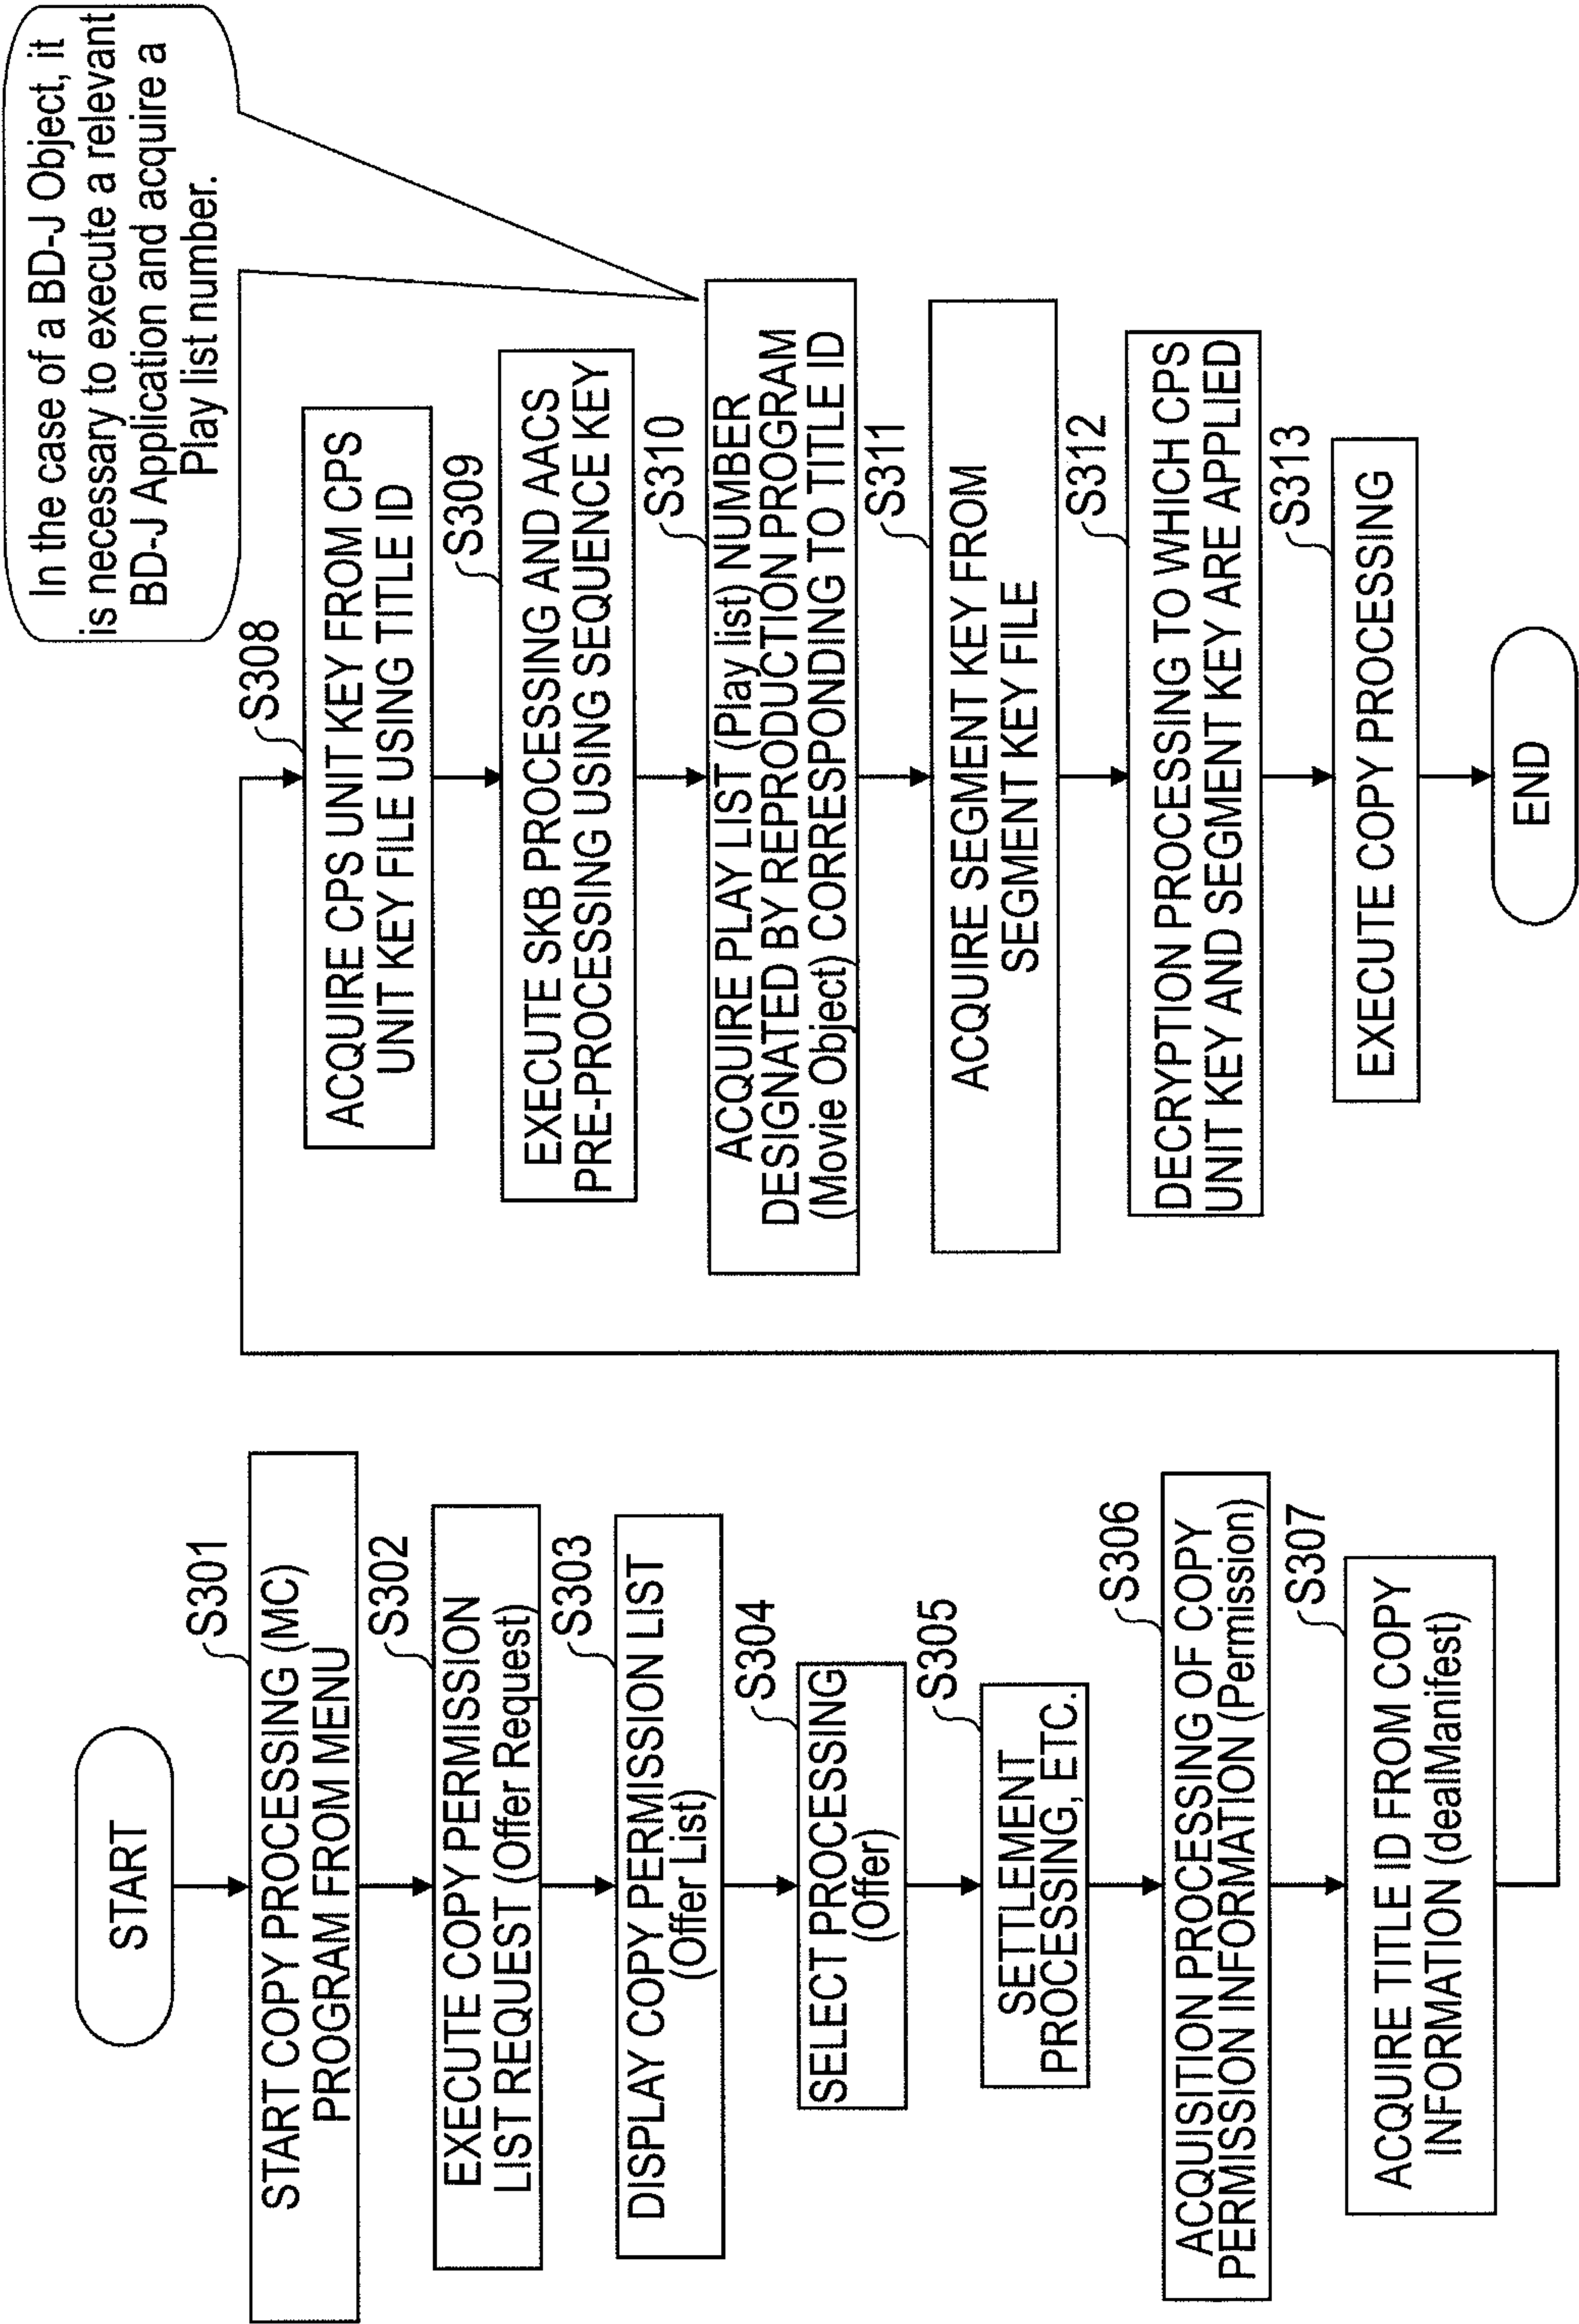 START
S301
START COPY PROCESSING (MC)
PROGRAM FROM MENU
S302
EXECUTE COPY PERMISSION
LIST REQUEST (Offer Request)
S303
DISPLAY COPY PERMISSION LIST
(Offer List)
S304
SELECT PROCESSING
(Offer)
S305
SETTLEMENT
PROCESSING, ETC.
S306
ACQUISITION PROCESSING OF COPY
PERMISSION INFORMATION (Permission)
S307
ACQUIRE TITLE ID FROM COPY
INFORMATION (dealManifest)
In the case of a BD-J Object, it
is necessary to execute a relevant
BD-J Application and acquire a
Play list number.
S308
ACQUIRE CPS UNIT KEY FROM CPS
UNIT KEY FILE USING TITLE ID
S309
EXECUTE SKB PROCESSING AND AACS
PRE-PROCESSING USING SEQUENCE KEY
S310
ACQUIRE PLAY LIST (Play list) NUMBER
DESIGNATED BY REPRODUCTION PROGRAM
(Movie Object) CORRESPONDING TO TITLE ID
S311
ACQUIRE SEGMENT KEY FROM
SEGMENT KEY FILE
S312
DECRYPTION PROCESSING TO WHICH CPS
UNIT KEY AND SEGMENT KEY ARE APPLIED
S313
EXECUTE COPY PROCESSING
END